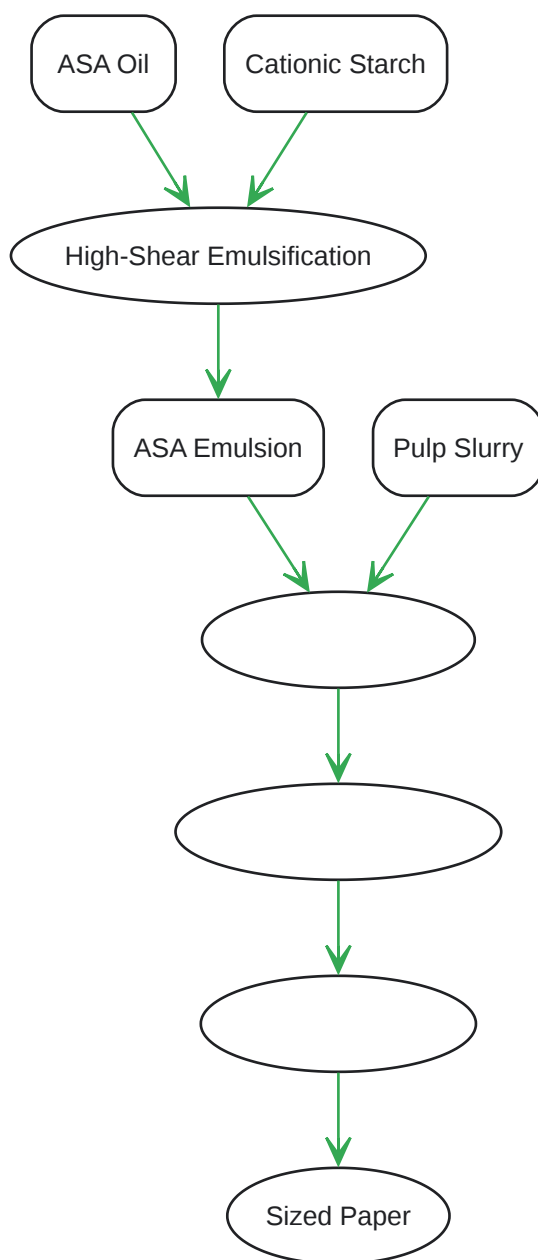 ASA Oil
Cationic Starch
High-Shear Emulsification
ASA Emulsion
Pulp Slurry
Sized Paper